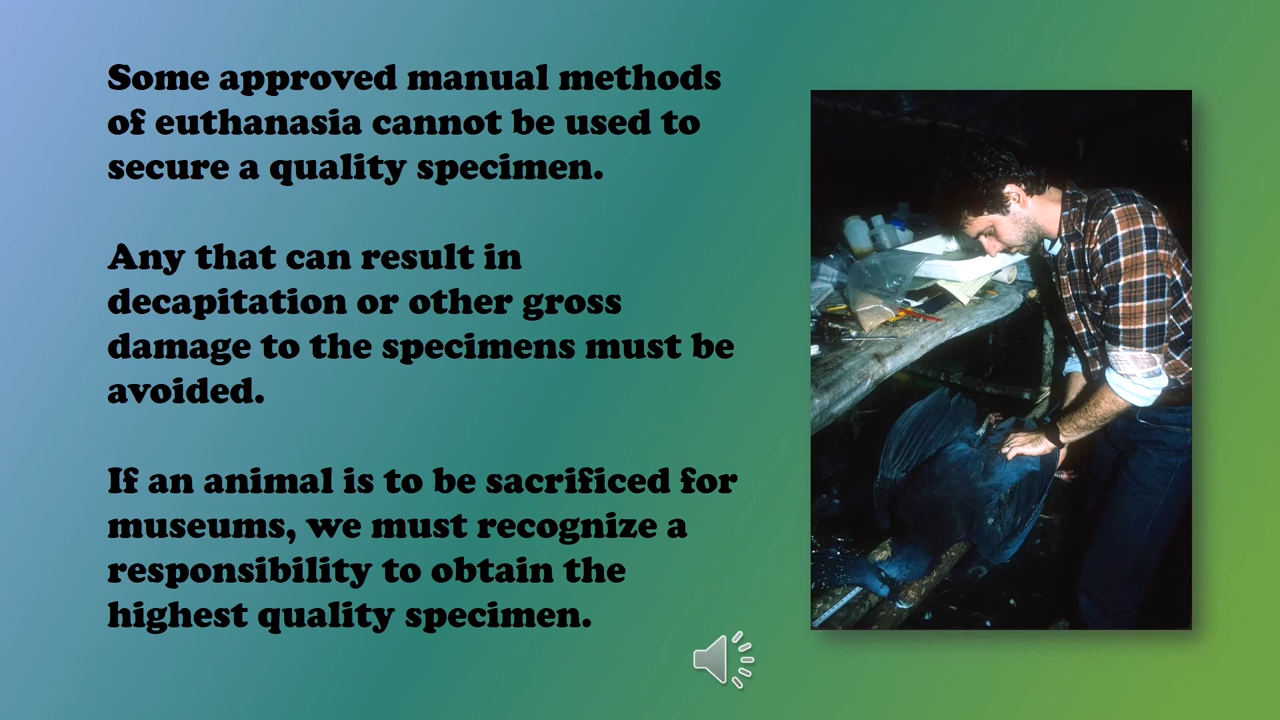 Some approved manual methods
of euthanasia cannot be used to
secure a quality specimen.
Any that can result in
decapitation or other gross
damage to the specimens must be
avoided.
If an animal is to be sacrificed for
museums, we must recognize a
responsibility to obtain the
highest quality specimen.